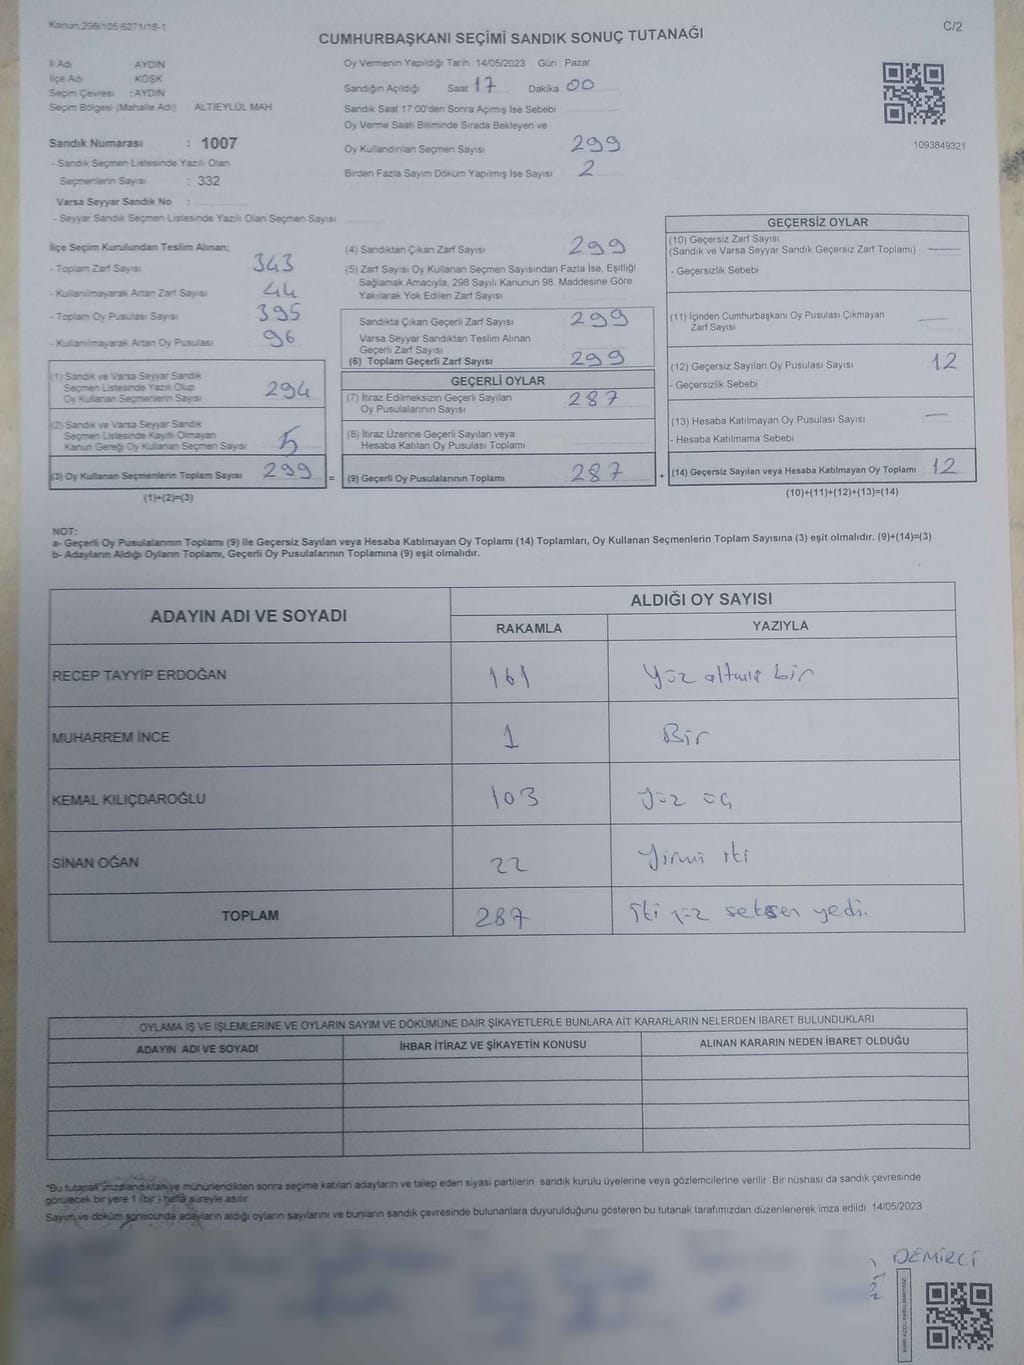 Kanun:298/105,6271/18-1
C/2
CUMHURBAŞKANI SEÇİMİ SANDIK SONUÇ TUTANAĞI
İl Adı AYDIN
İlçe Adı KÖŞK
Seçim Çevresi : AYDIN
Seçim Bölgesi (Mahalle Adı) ALTIEYLÜL MAH.
Sandık Numarası : 1007
- Sandık Seçmen Listesinde Yazılı Olan
Seçmenlerin Sayısı : 332
Varsa Seyyar Sandık No :
- Seyyar Sandık Seçmen Listesinde Yazılı Olan Seçmen Sayısı
Oy Vermenin Yapıldığı Tarih : 14/05/2023 Gün : Pazar
Sandığın Açıldığı Saat 17 Dakika 00
Sandık Saat 17:00'den Sonra Açımış İse Sebebi
Oy Verme Saati Bitiminde Sırada Bekleyen ve
Oy Kullandırılan Seçmen Sayısı 299
Birden Fazla Sayım Döküm Yapılmış İse Sayısı 2
1093849321
İlçe Seçim Kurulundan Teslim Alınan;
- Toplam Zarf Sayısı 343
- Kullanılmayarak Artan Zarf Sayısı 44
- Toplam Oy Pusulası Sayısı 395
- Kullanılmayarak Artan Oy Pusulası 96
(1) Sandık ve Varsa Seyyar Sandık
Seçmen Listesinde Yazılı Olup
Oy Kullanan Seçmenlerin Sayısı 294
(2) Sandık ve Varsa Seyyar Sandık
Seçmen Listesinde Kayıtlı Olmayan
Kanun Gereği Oy Kullanan Seçmen Sayısı 5
(3) Oy Kullanan Seçmenlerin Toplam Sayısı 299
=
(1)+(2)=(3)
(4) Sandıktan Çıkan Zarf Sayısı 299
(5) Zarf Sayısı Oy Kullanan Seçmen Sayısından Fazla İse, Eşitliği
Sağlamak Amacıyla, 298 Sayılı Kanunun 98. Maddesine Göre
Yakılarak Yok Edilen Zarf Sayısı
Sandıkta Çıkan Geçerli Zarf Sayısı 299
Varsa Seyyar Sandıktan Teslim Alınan
Geçerli Zarf Sayısı
(6) Toplam Geçerli Zarf Sayısı 299
GEÇERLİ OYLAR
(7) İtiraz Edilmeksizin Geçerli Sayılan
Oy Pusulalarının Sayısı 287
(8) İtiraz Üzerine Geçerli Sayılan veya
Hesaba Katılan Oy Pusulası Toplamı
(9) Geçerli Oy Pusulalarının Toplamı 287
+
GEÇERSİZ OYLAR
(10) Geçersiz Zarf Sayısı
(Sandık ve Varsa Seyyar Sandık Geçersiz Zarf Toplamı) —
- Geçersizlik Sebebi
(11) İçinden Cumhurbaşkanı Oy Pusulası Çıkmayan
Zarf Sayısı —
(12) Geçersiz Sayılan Oy Pusulası Sayısı 12
- Geçersizlik Sebebi
(13) Hesaba Katılmayan Oy Pusulası Sayısı —
- Hesaba Katılmama Sebebi
(14) Geçersiz Sayılan veya Hesaba Katılmayan Oy Toplamı 12
(10)+(11)+(12)+(13)=(14)
NOT:
a- Geçerli Oy Pusulalarının Toplamı (9) ile Geçersiz Sayılan veya Hesaba Katılmayan Oy Toplamı (14) Toplamları, Oy Kullanan Seçmenlerin Toplam Sayısına (3) eşit olmalıdır. (9)+(14)=(3)
b- Adayların Aldığı Oyların Toplamı, Geçerli Oy Pusulalarının Toplamına (9) eşit olmalıdır.
ADAYIN ADI VE SOYADI
ALDIĞI OY SAYISI
RAKAMLA YAZIYLA
RECEP TAYYİP ERDOĞAN 161 Yüz altmış bir
MUHARREM İNCE 1 Bir
KEMAL KILIÇDAROĞLU 103 Yüz üç
SİNAN OĞAN 22 Yirmi iki
TOPLAM 287 İki yüz seksen yedi.
OYLAMA İŞ VE İŞLEMLERİNE VE OYLARIN SAYIM VE DÖKÜMÜNE DAİR ŞİKAYETLERLE BUNLARA AİT KARARLARIN NELERDEN İBARET BULUNDUKLARI
ADAYIN ADI VE SOYADI İHBAR İTİRAZ VE ŞİKAYETİN KONUSU ALINAN KARARIN NEDEN İBARET OLDUĞU
*Bu tutanak imzalandıktan ve mühürlendikten sonra seçime katılan adayların ve talep eden siyasi partilerin sandık kurulu üyelerine veya gözlemcilerine verilir. Bir nüshası da sandık çevresinde
görülecek bir yere 1 (bir ) hafta süreyle asılır.
Sayım ve döküm sonucunda adayların aldığı oyların sayılarını ve bunların sandık çevresinde bulunanlara duyurulduğunu gösteren bu tutanak tarafımızdan düzenlenerek imza edildi. 14/05/2023
DEMİRCİ